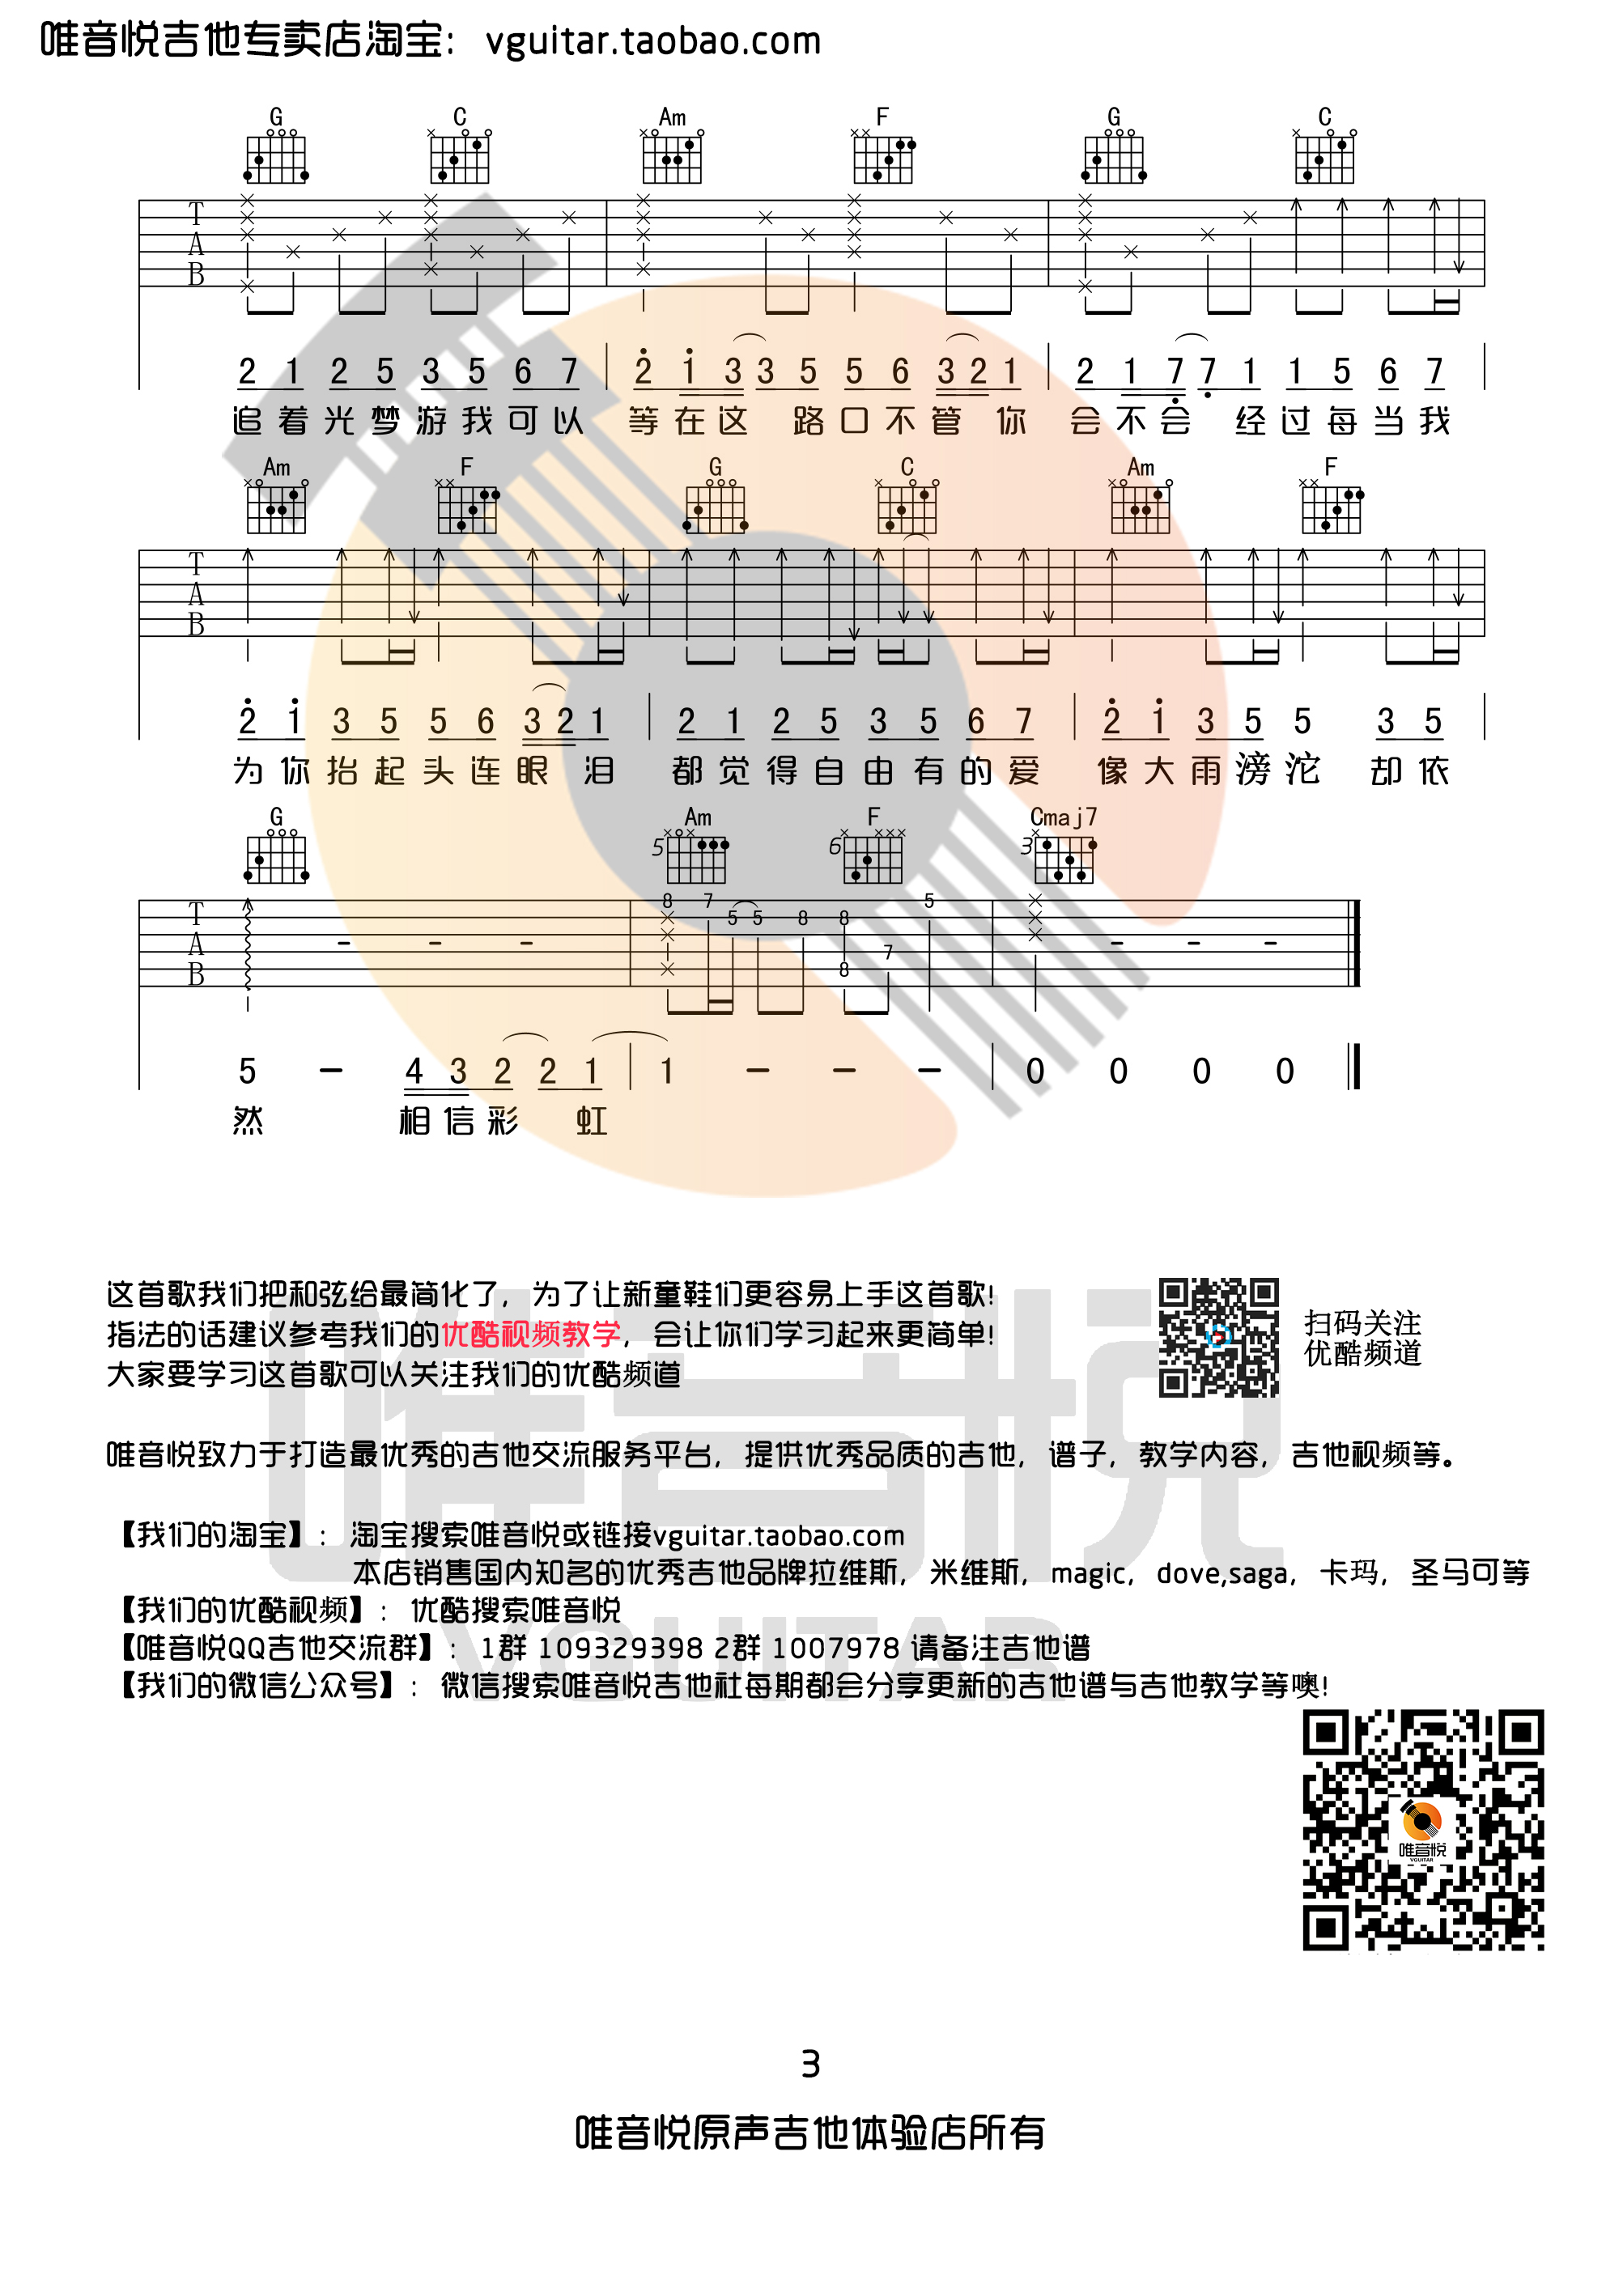 唯音悦吉他专卖店淘宝：vguitar.taobao.com
G C Am F G C
T
A
B
2 1 2 5 3 5 6 7 2 1 3 3 5 5 6 3 2 1 2 1 7 7 1 1 5 6 7
追着光梦游我可以 等在这 路口不管 你 会不会 经过每当我
Am F G C Am F
T
A
B
2 1 3 5 5 6 3 2 1 2 1 2 5 3 5 6 7 2 1 3 5 5 3 5
为你抬起头连眼 泪 都觉得自由有的爱 像大雨滂沱 却依
G Am F Cmaj7
5 6 3
T
A
B
8 7 5 5 8 8 8 7 5
5 - 4 3 2 2 1 1 - - - 0 0 0 0
然 相信彩 虹
这首歌我们把和弦给最简化了，为了让新童鞋们更容易上手这首歌!
指法的话建议参考我们的优酷视频教学，会让你们学习起来更简单!
大家要学习这首歌可以关注我们的优酷频道
扫码关注
优酷频道
唯音悦致力于打造最优秀的吉他交流服务平台，提供优秀品质的吉他，谱子，教学内容，吉他视频等。
【我们的淘宝】：淘宝搜索唯音悦或链接vguitar.taobao.com
本店销售国内知名的优秀吉他品牌拉维斯，米维斯，magic，dove,saga，卡玛，圣马可等
【我们的优酷视频】：优酷搜索唯音悦
【唯音悦QQ吉他交流群】：1群 109329398 2群 1007978 请备注吉他谱
【我们的微信公众号】：微信搜索唯音悦吉他社每期都会分享更新的吉他谱与吉他教学等噢!
唯音悦
VGUITAR
唯音悦
VGUITAR
3
唯音悦原声吉他体验店所有